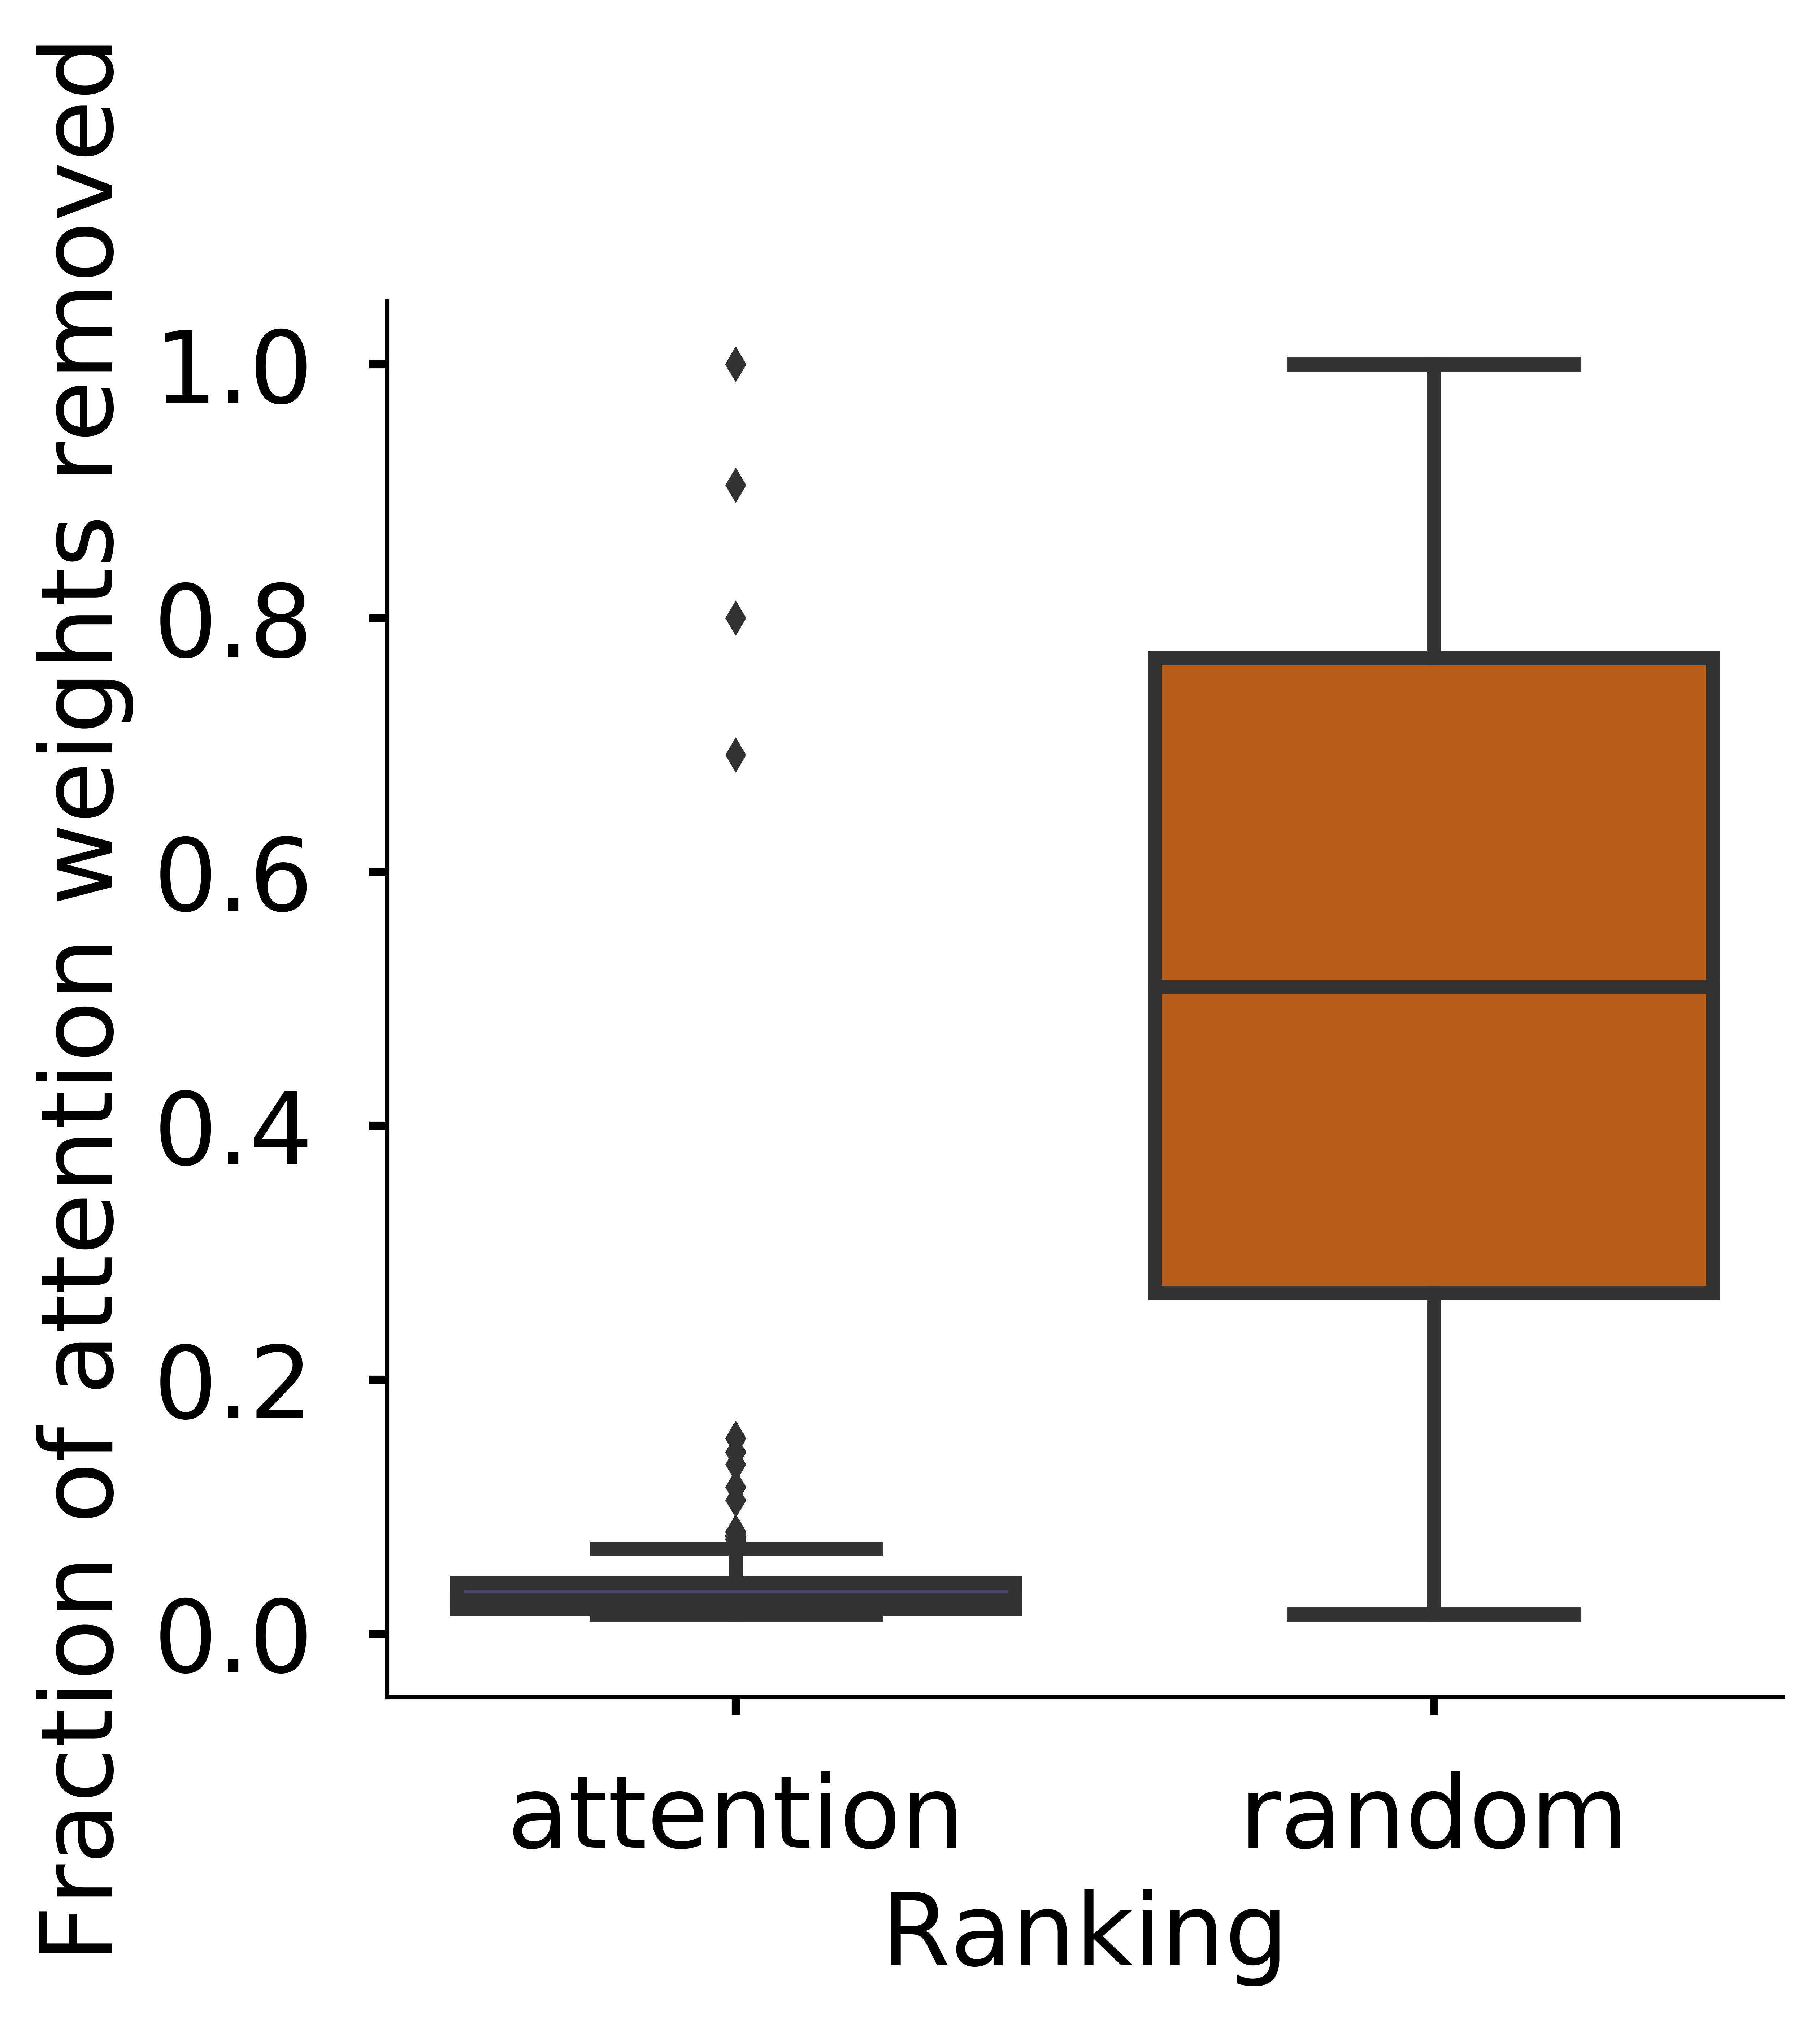 Fraction of attention weights removed
1.0
0.8
0.6
0.4
0.2
0.0
attention random
Ranking